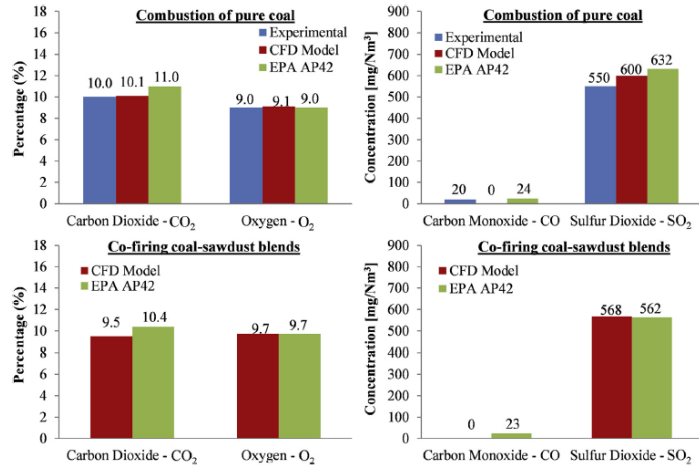 Combustion of pure coal
18
16
14
12
10
8
6
4
2
0
Percentage (%)
Experimental
CFD Model
EPA AP42
10.0 10.1 11.0
9.0 9.1 9.0
Carbon Dioxide - CO2 Oxygen - O2
Combustion of pure coal
900
800
700
600
500
400
300
200
100
0
Concentration [mg/Nm³]
Experimental
CFD Model
EPA AP42
20 0 24
550 600 632
Carbon Monoxide - CO Sulfur Dioxide - SO2
Co-firing coal-sawdust blends
18
16
14
12
10
8
6
4
2
0
Percentage (%)
CFD Model
EPA AP42
9.5 10.4
9.7 9.7
Carbon Dioxide - CO2 Oxygen - O2
Co-firing coal-sawdust blends
900
800
700
600
500
400
300
200
100
0
Concentration [mg/Nm³]
CFD Model
EPA AP42
0 23
568 562
Carbon Monoxide - CO Sulfur Dioxide - SO2